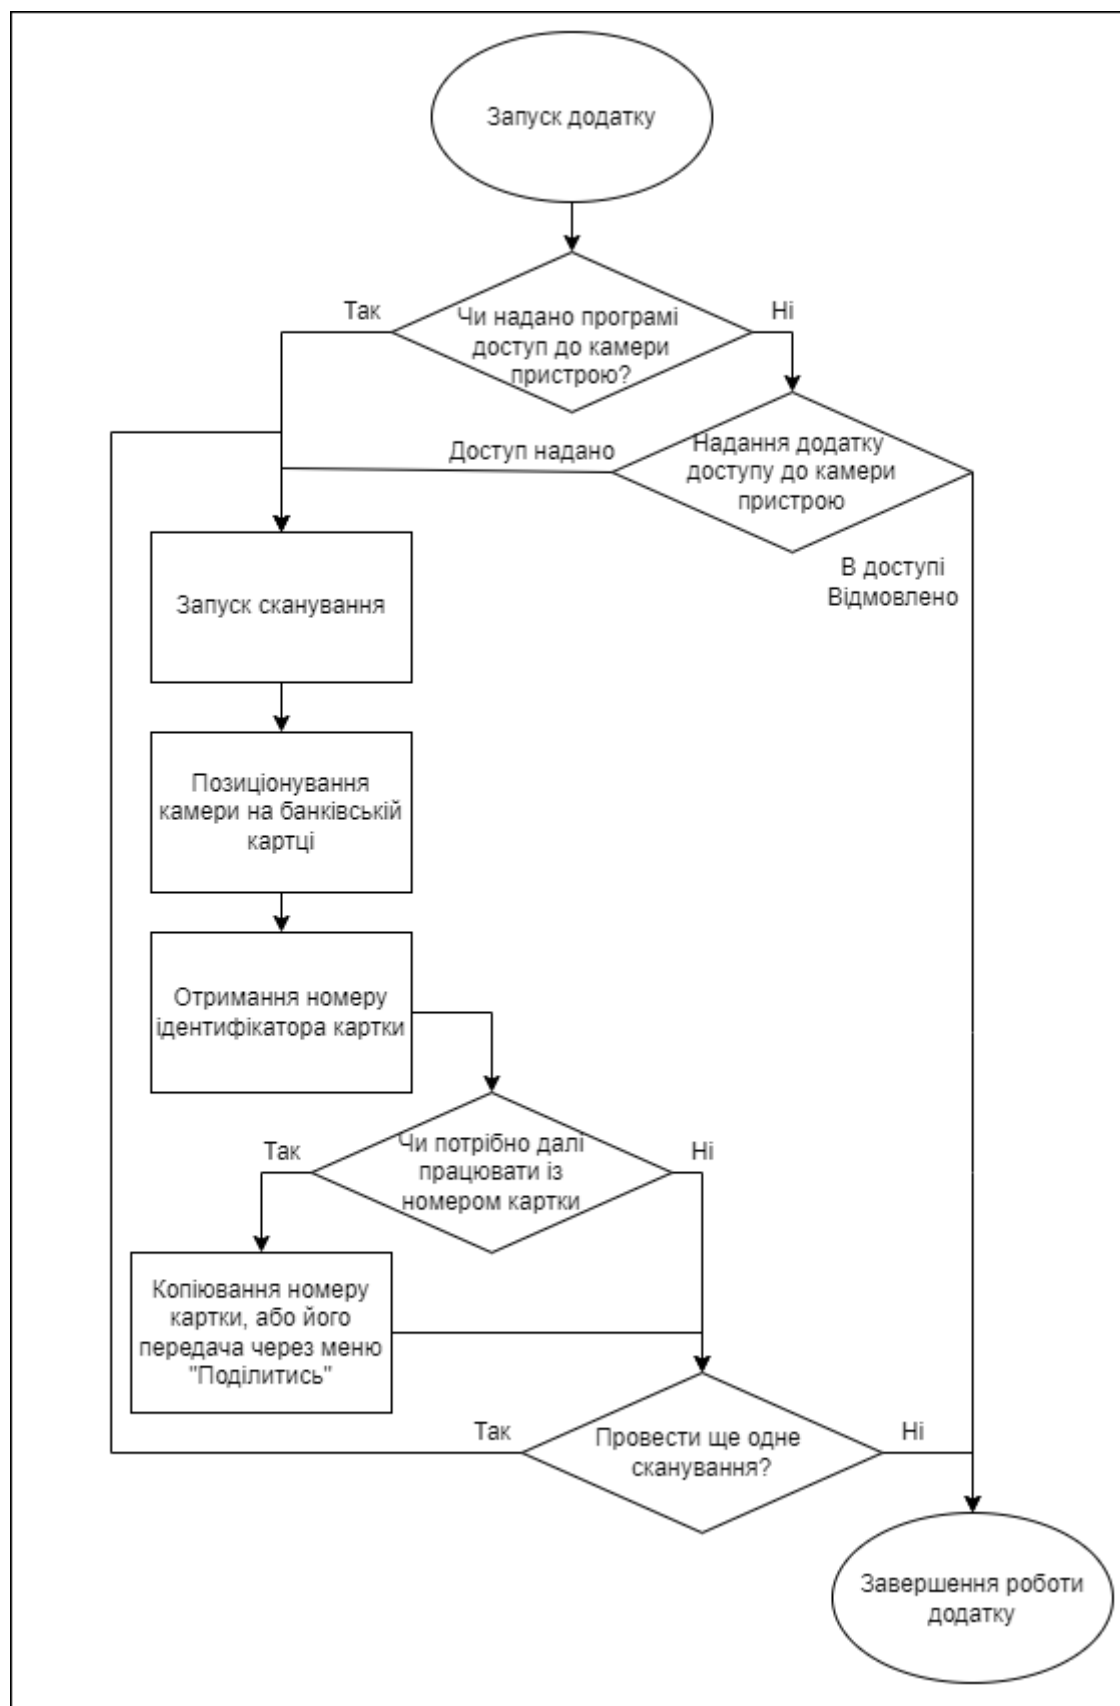 Запуск додатку
Так
Ні
Чи надано програмі
доступ до камери
пристрою?
Доступ надано
Надання додатку
доступу до камери
пристрою
В доступі
Відмовлено
Запуск сканування
Позиціонування
камери на банківській
картці
Отримання номеру
ідентифікатора картки
Так
Чи потрібно далі
працювати із
номером картки
Ні
Копіювання номеру
картки, або його
передача через меню
"Поділитись"
Так
Провести ще одне
сканування?
Ні
Завершення роботи
додатку